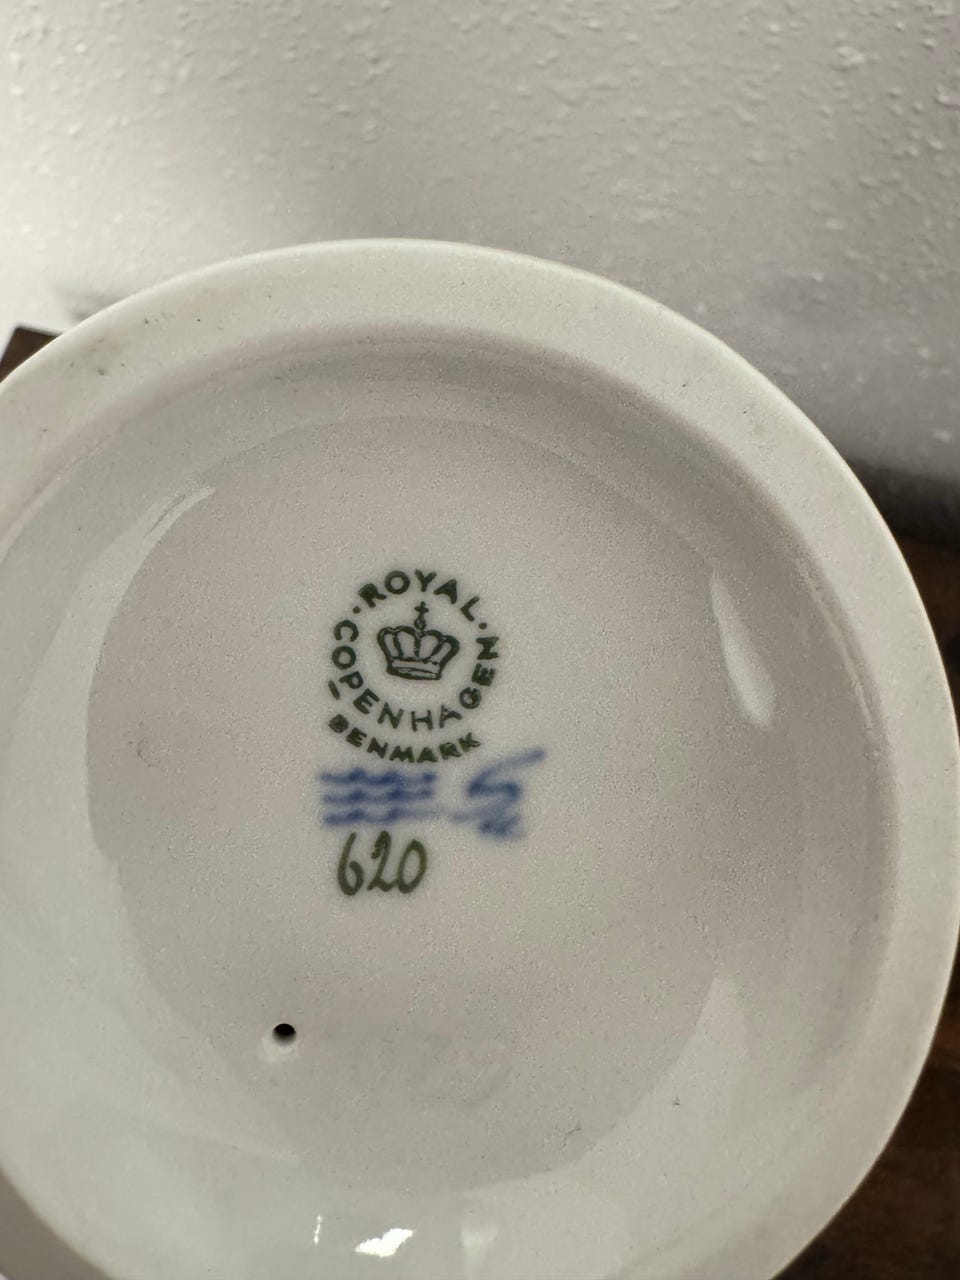 ROYAL
COPENHAGEN
DENMARK
620